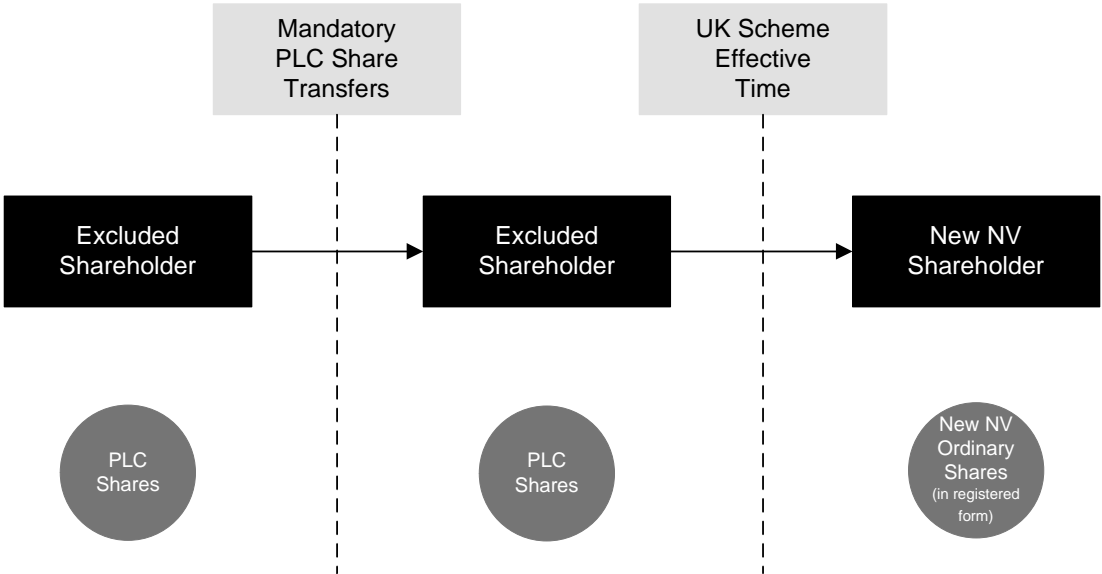 Mandatory
PLC Share
Transfers
UK Scheme
Effective
Time
Excluded
Shareholder
Excluded
Shareholder
New NV
Shareholder
PLC
Shares
PLC
Shares
New NV
Ordinary
Shares
(in registered
form)